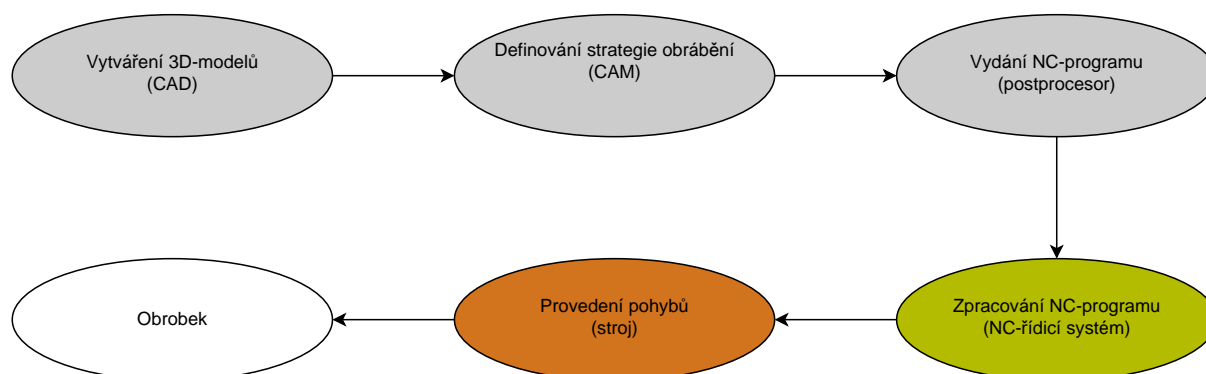 Vytváření 3D-modelů
(CAD)
Definování strategie obrábění
(CAM)
Vydání NC-programu
(postprocesor)
Zpracování NC-programu
(NC-řídicí systém)
Provedení pohybů
(stroj)
Obrobek